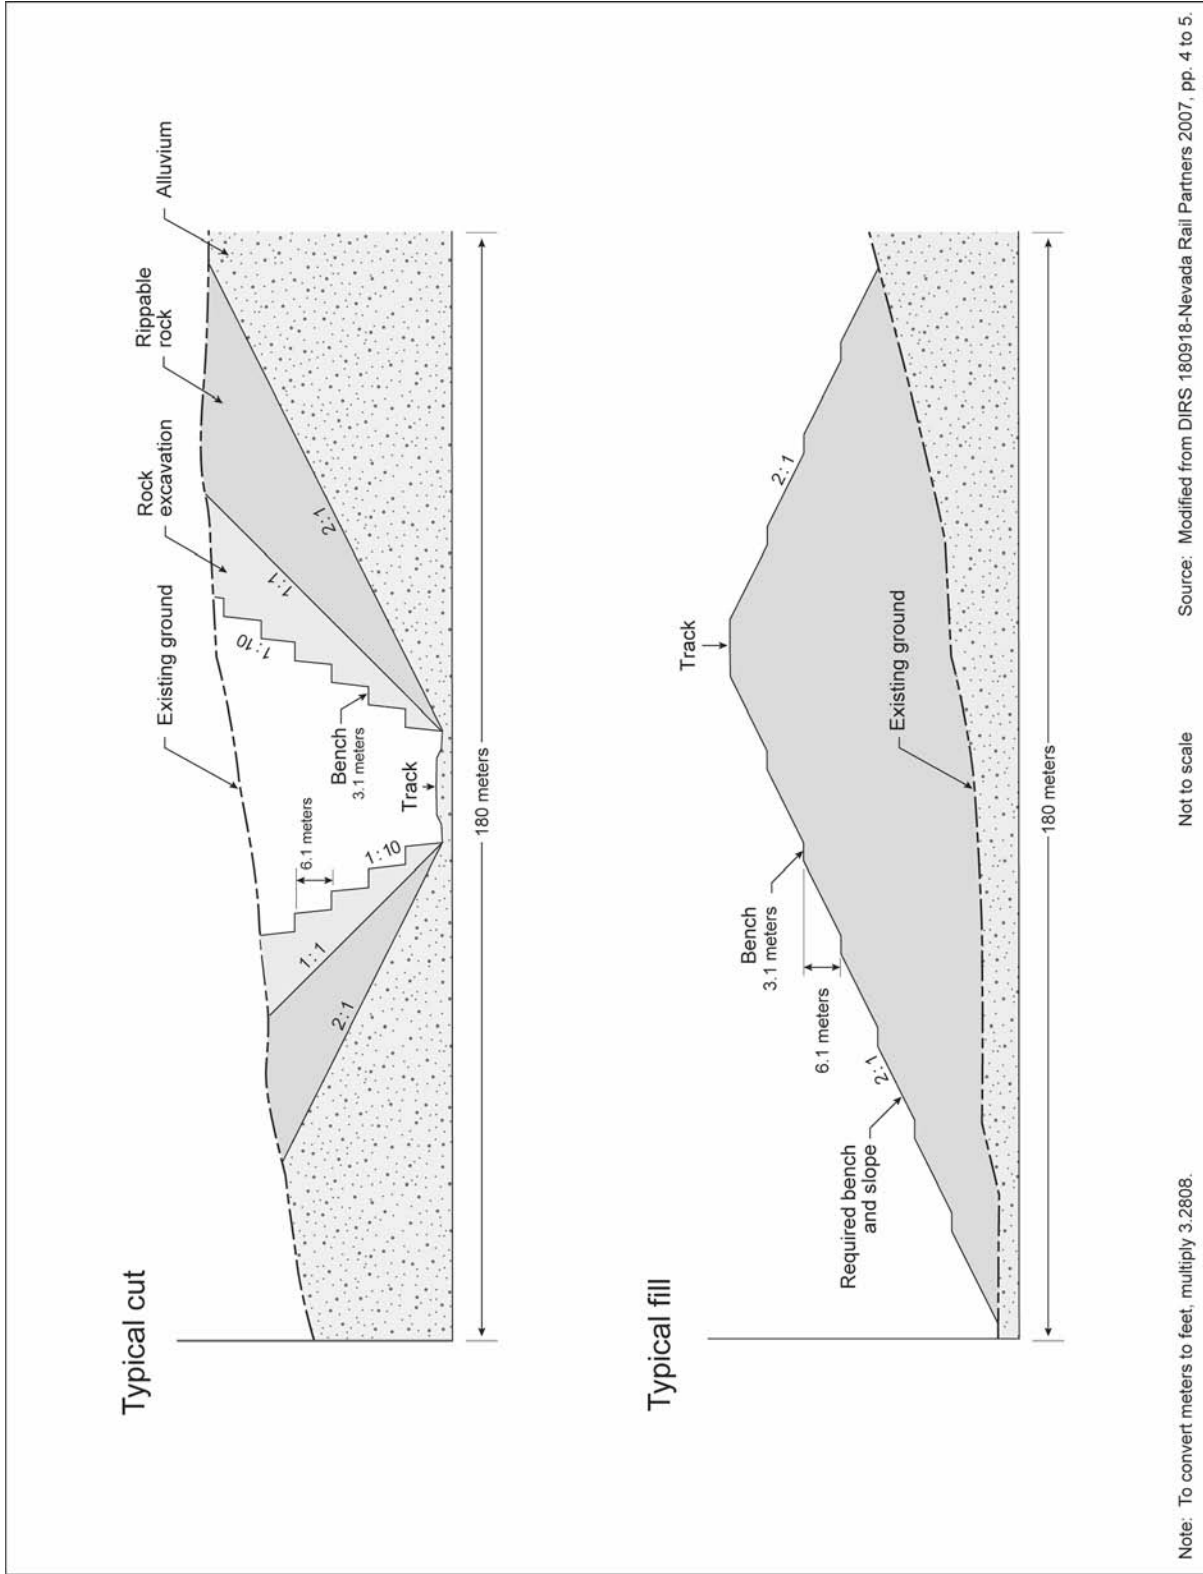 Typical cut
Existing ground
Rock
excavation
Rippable
rock
Alluvium
6.1 meters
1:10
1:10
1:1
1:1
2:1
2:1
Bench
3.1 meters
Track
180 meters
Typical fill
Track
Bench
3.1 meters
6.1 meters
2:1
2:1
Required bench
and slope
Existing ground
180 meters
Note: To convert meters to feet, multiply 3.2808.
Not to scale
Source: Modified from DIRS 180918-Nevada Rail Partners 2007, pp. 4 to 5.